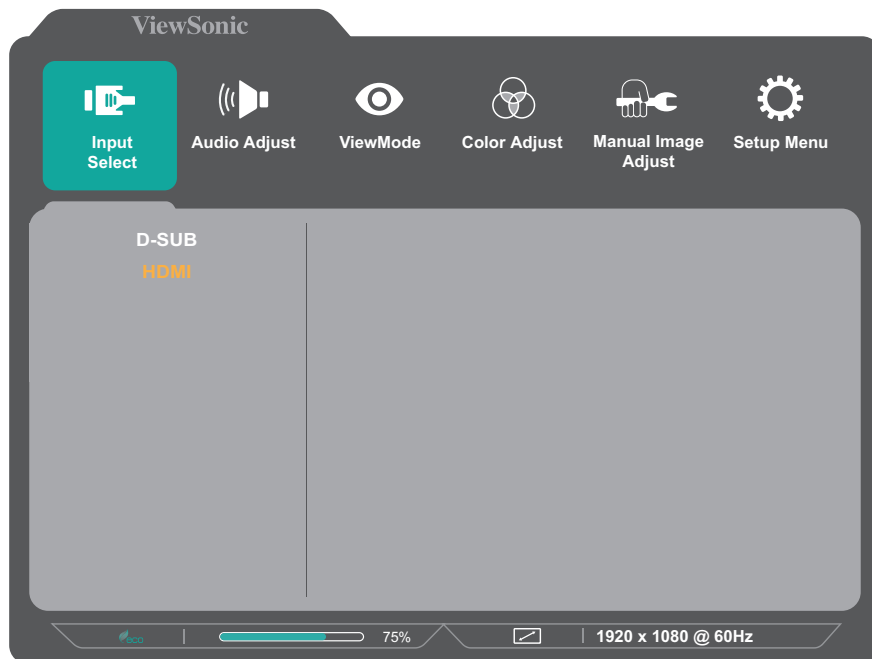 ViewSonic
Input
Select
Audio Adjust
ViewMode
Color Adjust
Manual Image
Adjust
Setup Menu
D-SUB
HDMI
eco
75%
1920 x 1080 @ 60Hz